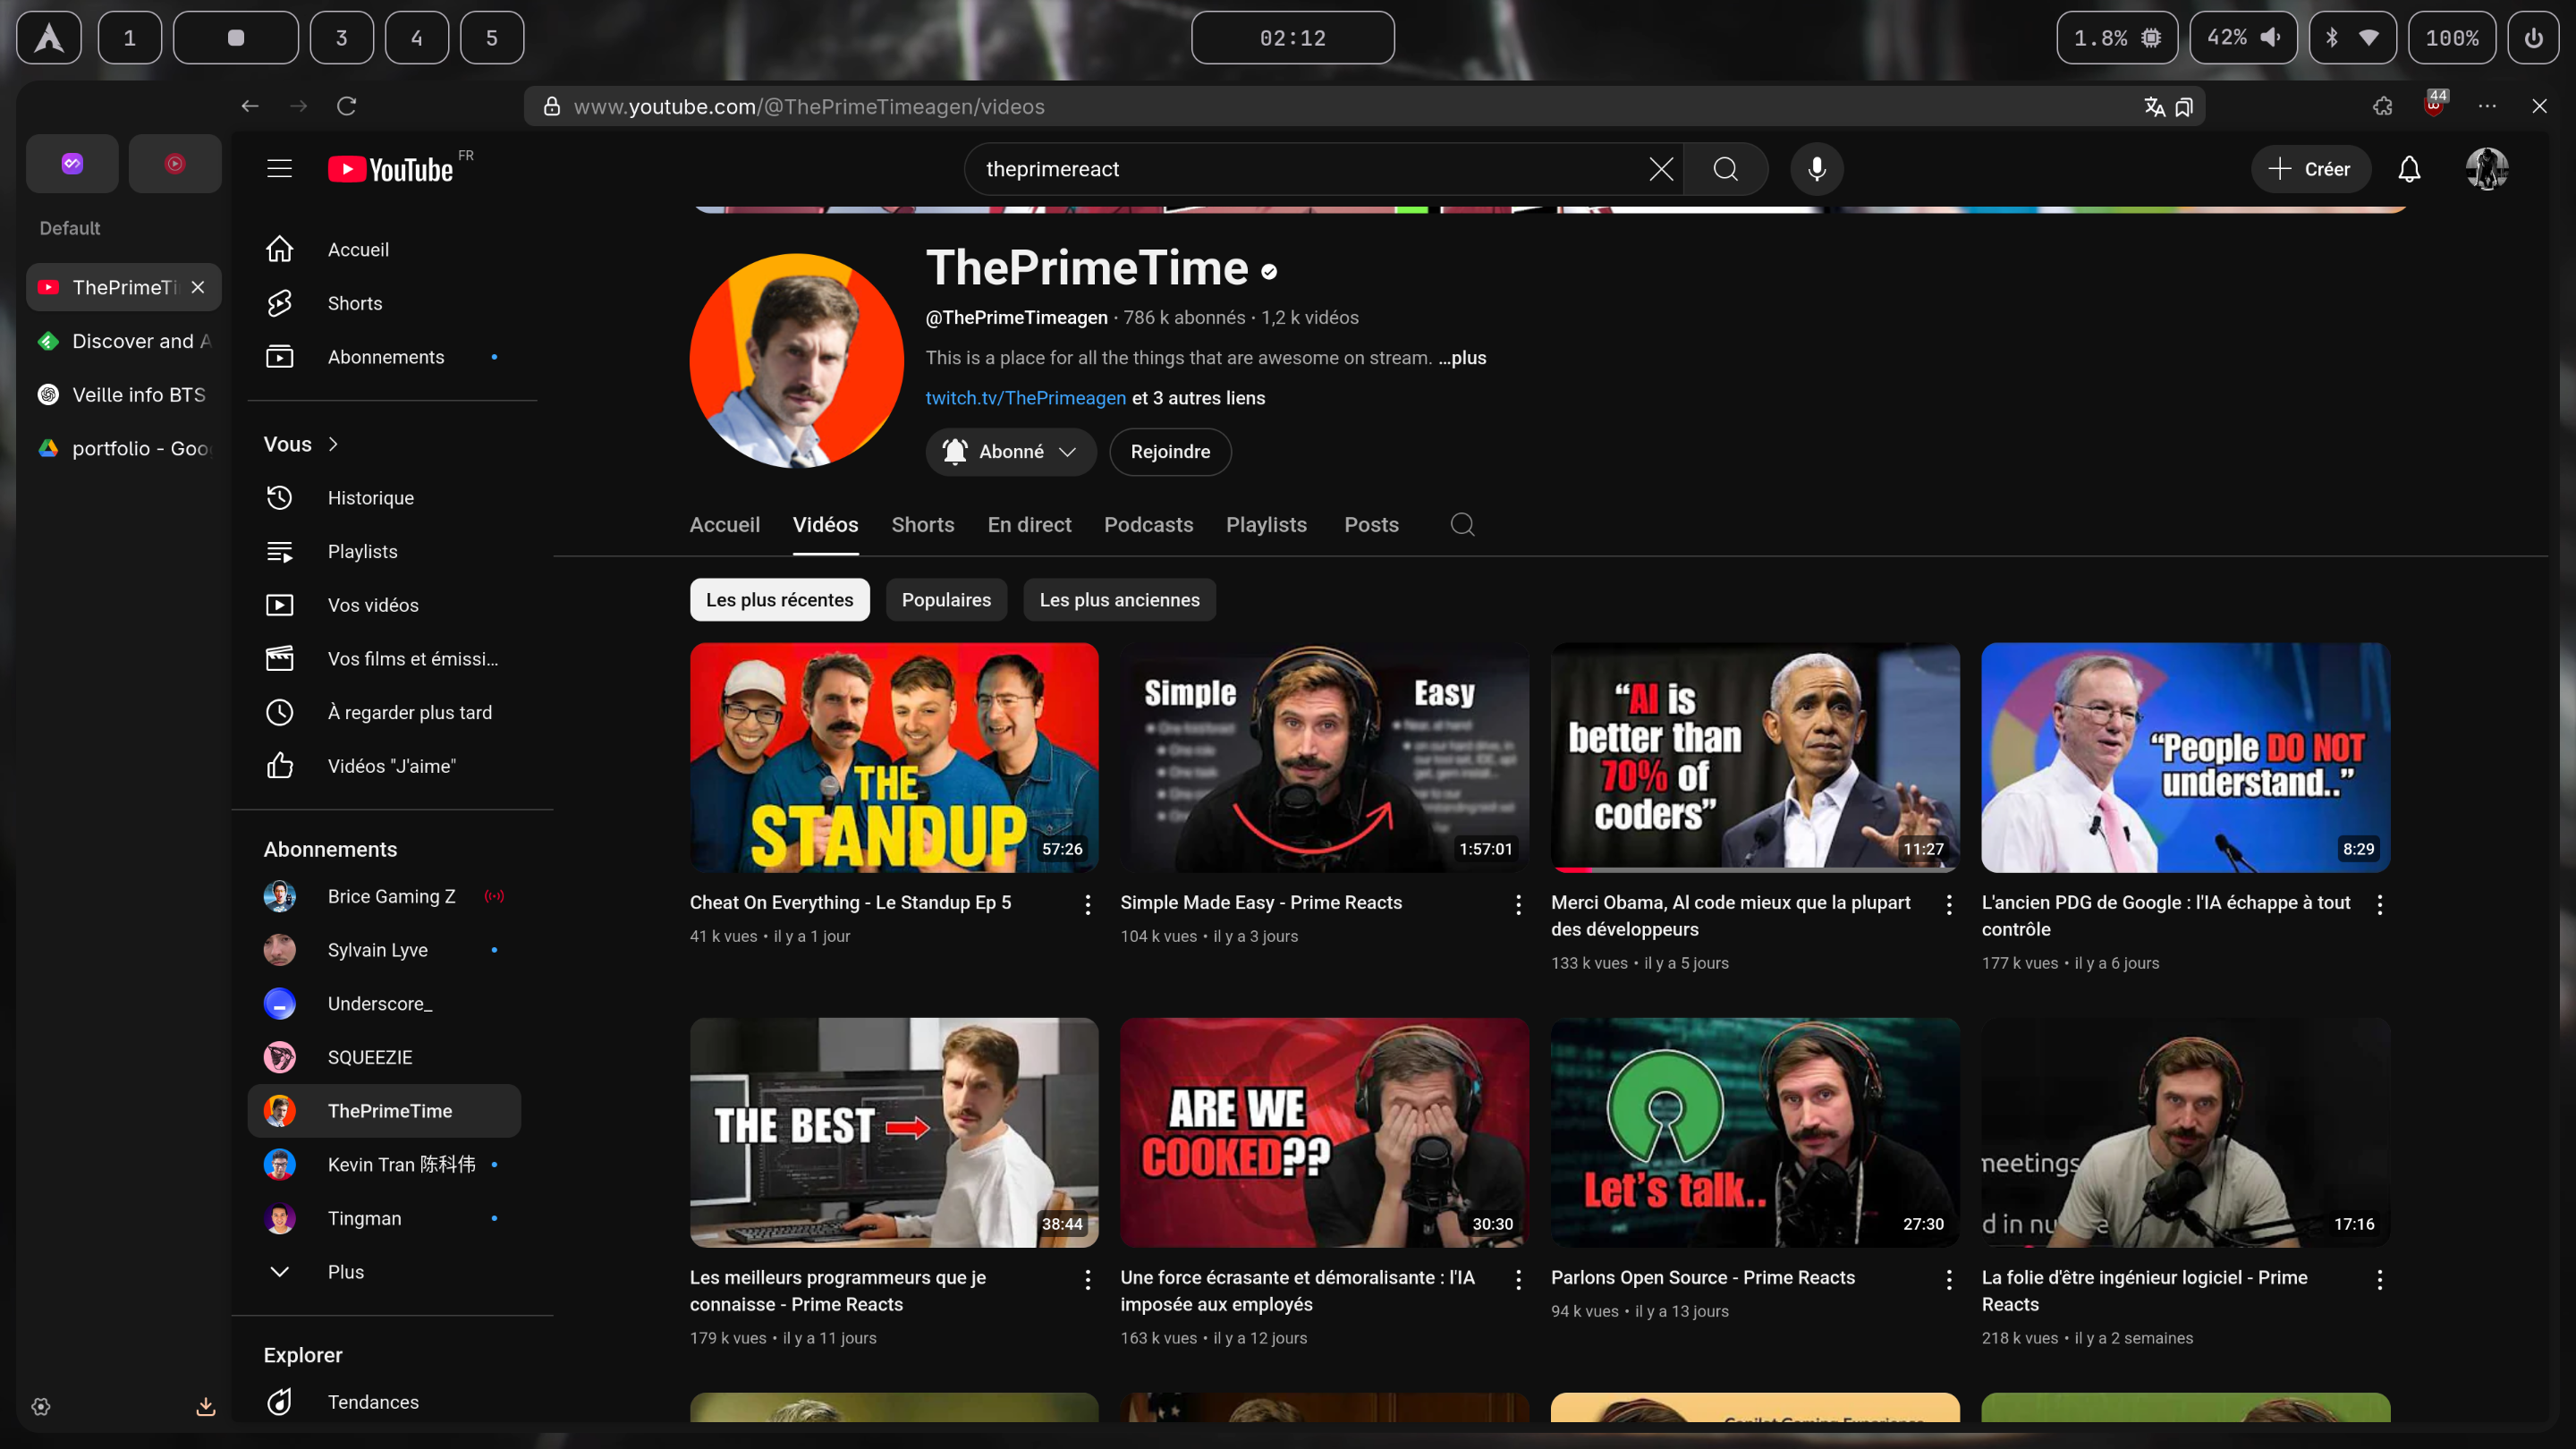 1
3
4
5
02:12
1.8%
42%
100%
www.youtube.com/@ThePrimeTimeagen/videos
44
Default
ThePrimeTi
Discover and A
Veille info BTS
portfolio - Goo
YouTube FR
theprimereact
Créer
Accueil
Shorts
Abonnements
Vous
Historique
Playlists
Vos vidéos
Vos films et émissi...
À regarder plus tard
Vidéos "J'aime"
Abonnements
Brice Gaming Z
Sylvain Lyve
Underscore_
SQUEEZIE
ThePrimeTime
Kevin Tran 陈科伟
Tingman
Plus
Explorer
Tendances
ThePrimeTime
@ThePrimeTimeagen · 786 k abonnés · 1,2 k vidéos
This is a place for all the things that are awesome on stream. ...plus
twitch.tv/ThePrimeagen et 3 autres liens
Abonné
Rejoindre
Accueil Vidéos Shorts En direct Podcasts Playlists Posts
Les plus récentes Populaires Les plus anciennes
THE
STANDUP
57:26
Cheat On Everything - Le Standup Ep 5
41 k vues • il y a 1 jour
Simple Easy
1:57:01
Simple Made Easy - Prime Reacts
104 k vues • il y a 3 jours
“AI is
better than
70% of
coders”
11:27
Merci Obama, AI code mieux que la plupart
des développeurs
133 k vues • il y a 5 jours
“People DO NOT
understand..”
8:29
L'ancien PDG de Google : l'IA échappe à tout
contrôle
177 k vues • il y a 6 jours
THE BEST
38:44
Les meilleurs programmeurs que je
connaisse - Prime Reacts
179 k vues • il y a 11 jours
ARE WE
COOKED??
30:30
Une force écrasante et démoralisante : l'IA
imposée aux employés
163 k vues • il y a 12 jours
Let's talk..
27:30
Parlons Open Source - Prime Reacts
94 k vues • il y a 13 jours
meetings
d in nu
17:16
La folie d'être ingénieur logiciel - Prime
Reacts
218 k vues • il y a 2 semaines